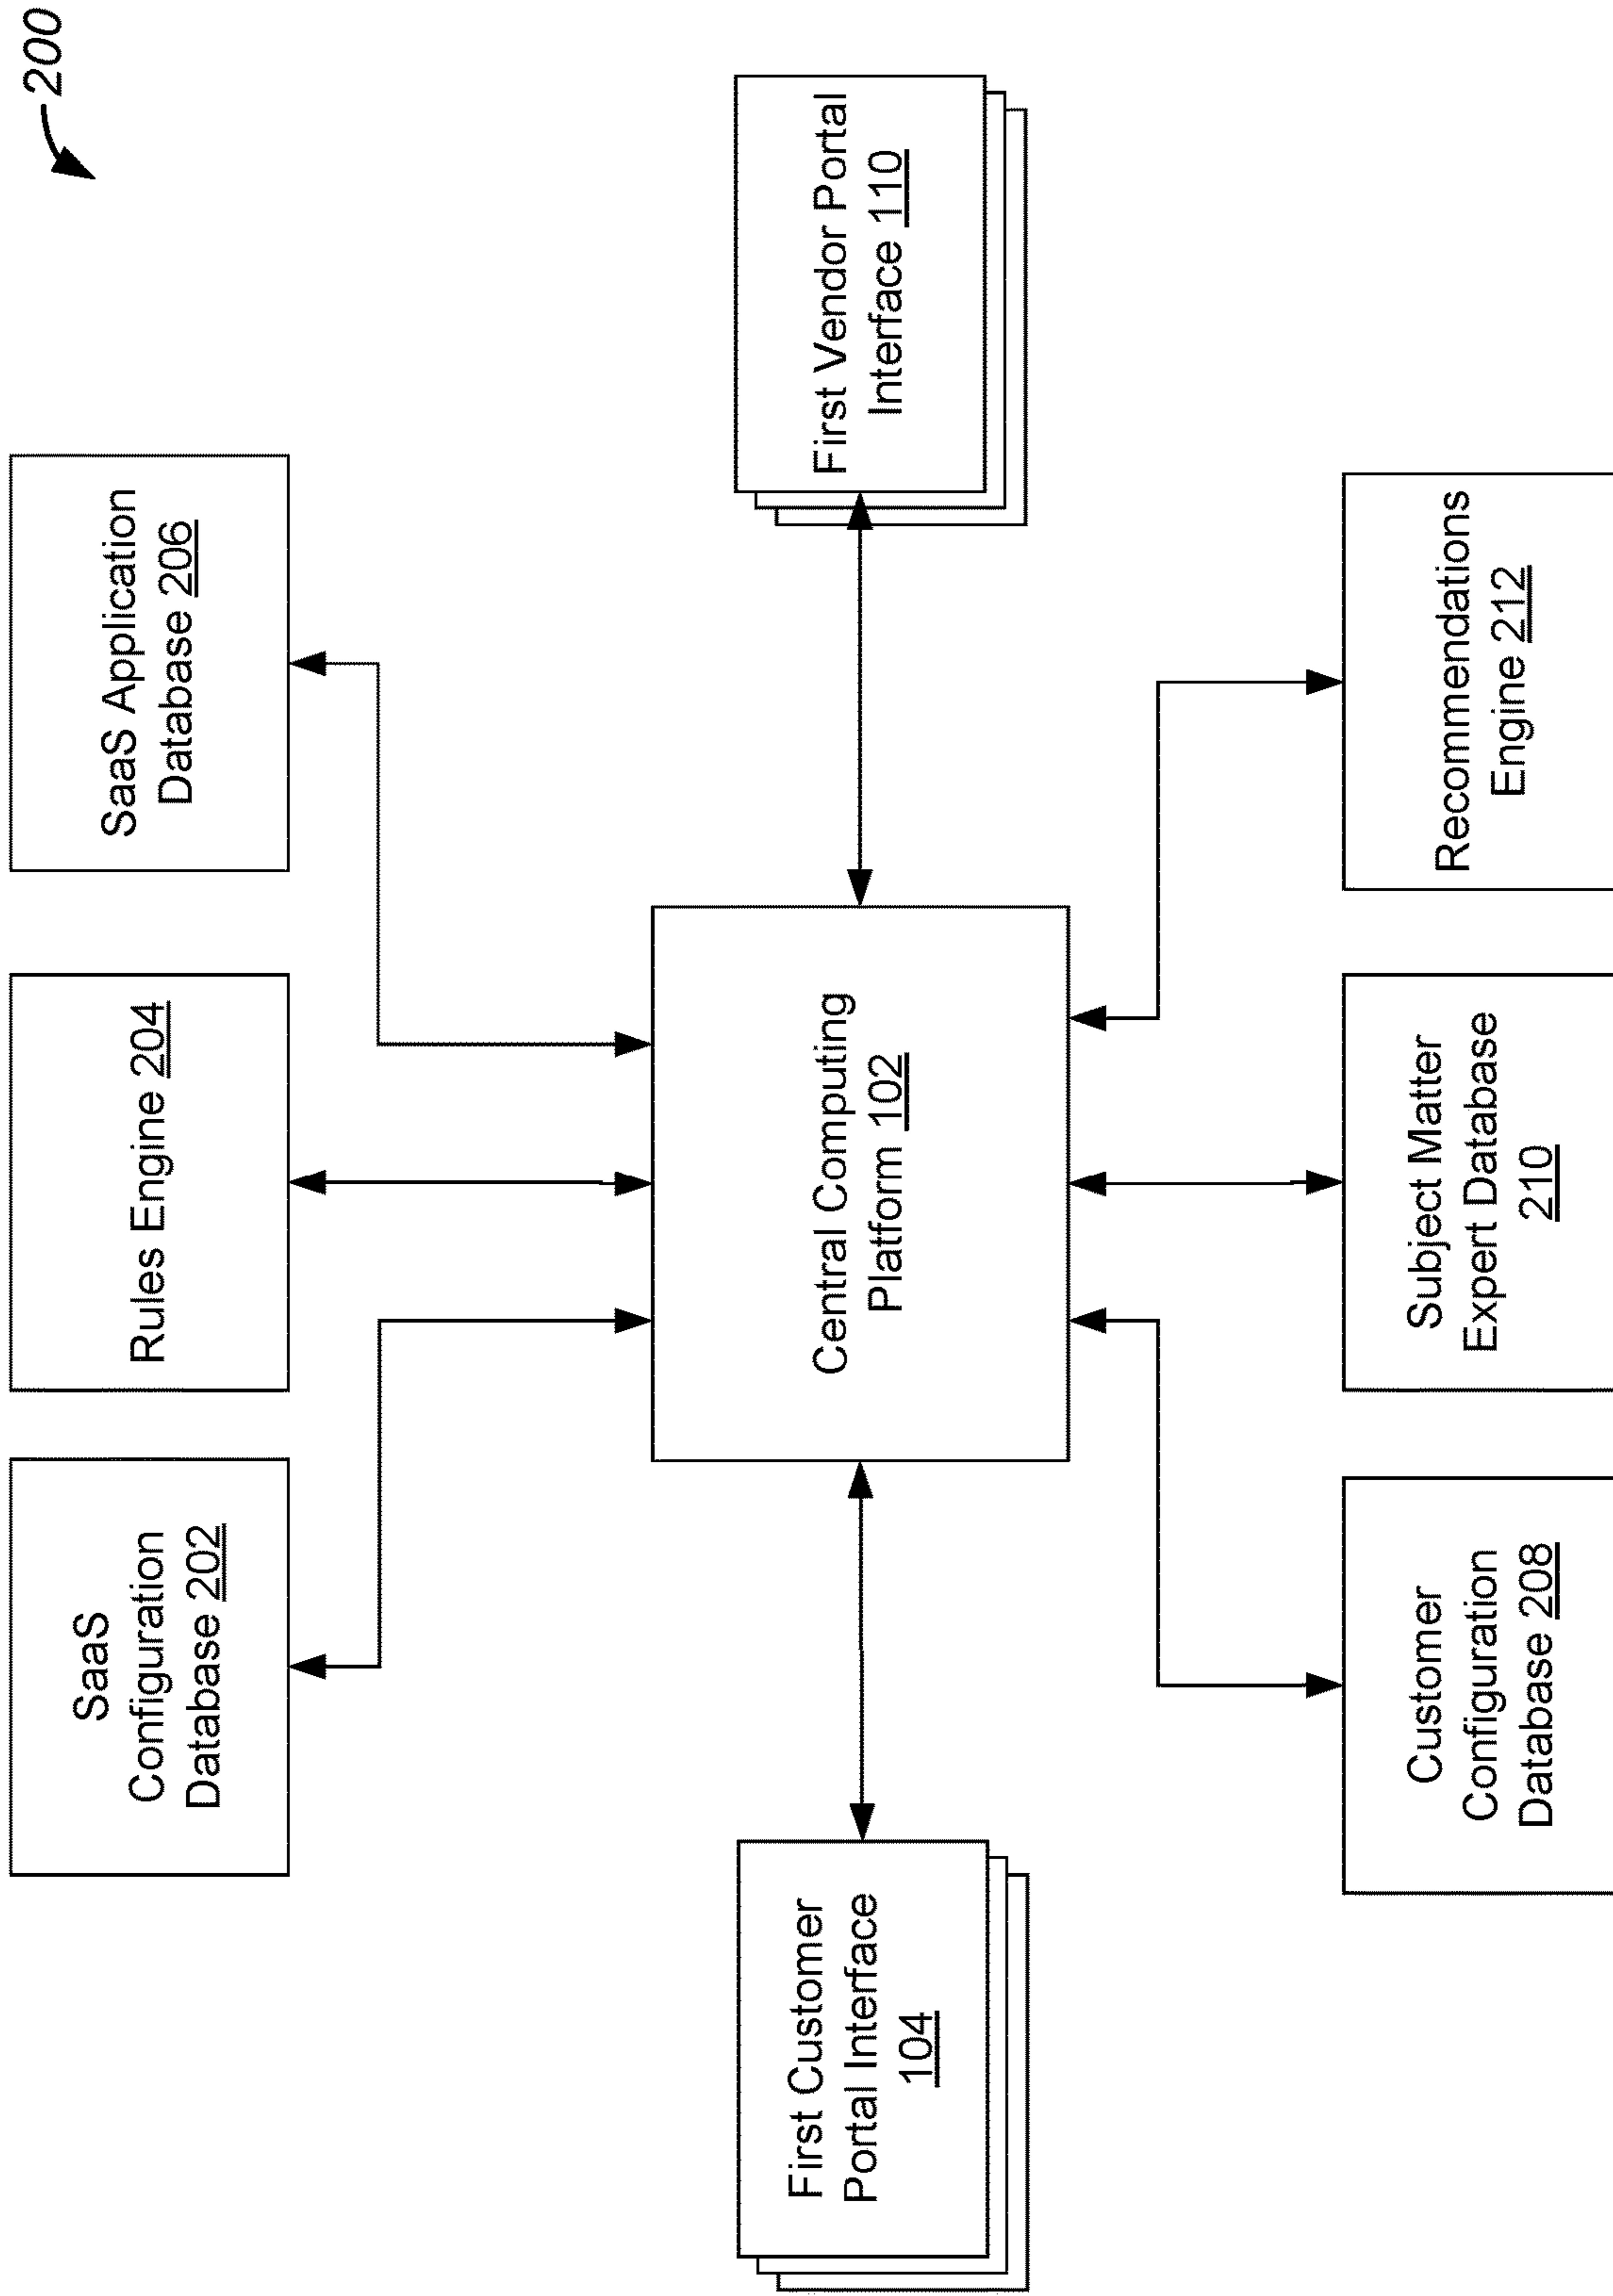 200
SaaS
Configuration
Database 202
Rules Engine 204
SaaS Application
Database 206
First Customer
Portal Interface
104
Central Computing
Platform 102
First Vendor Portal
Interface 110
Customer
Configuration
Database 208
Subject Matter
Expert Database
210
Recommendations
Engine 212